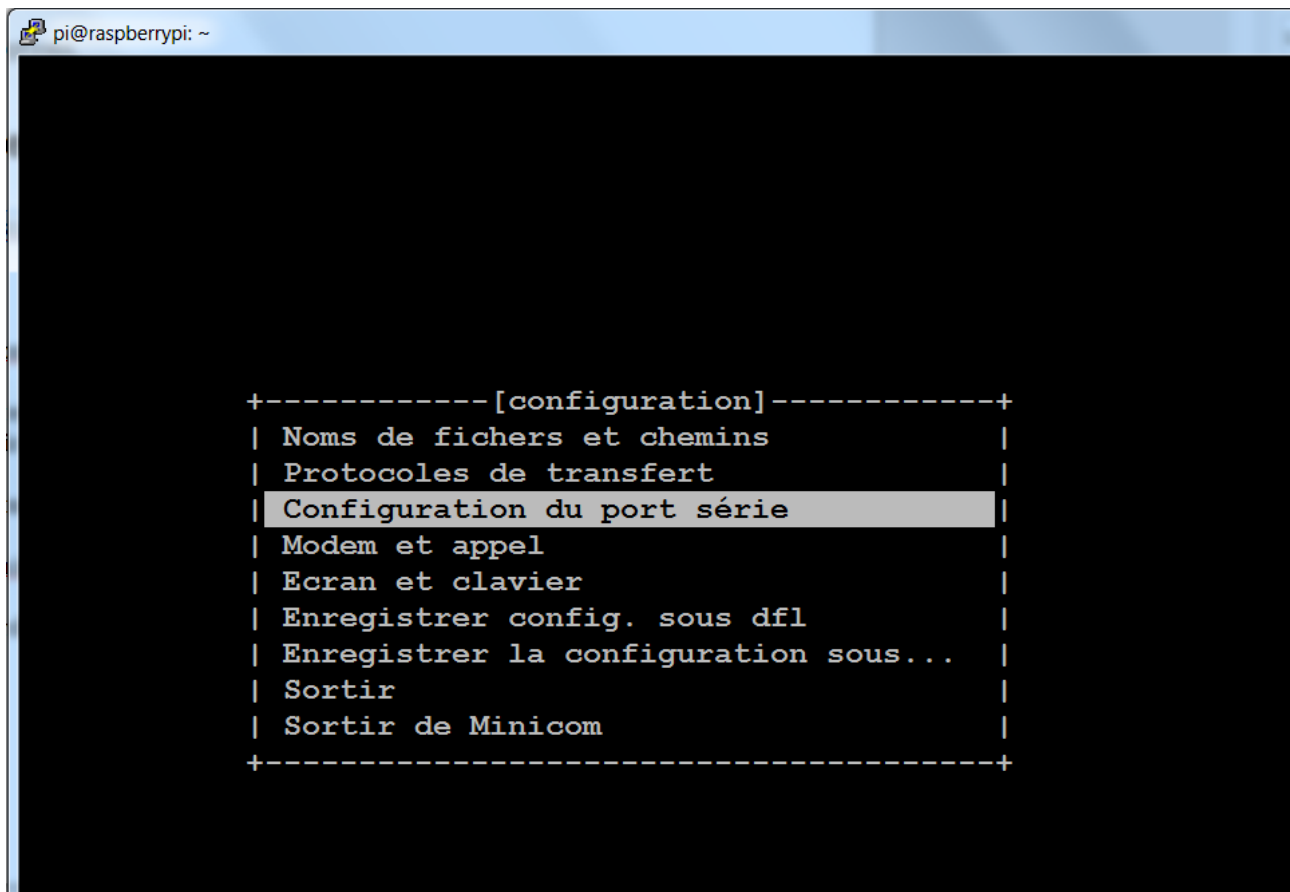 pi@raspberrypi: ~
+------------[configuration]------------+
| Noms de fichers et chemins            |
| Protocoles de transfert               |
| Configuration du port série           |
| Modem et appel                        |
| Ecran et clavier                      |
| Enregistrer config. sous dfl          |
| Enregistrer la configuration sous...  |
| Sortir                                |
| Sortir de Minicom                     |
+---------------------------------------+